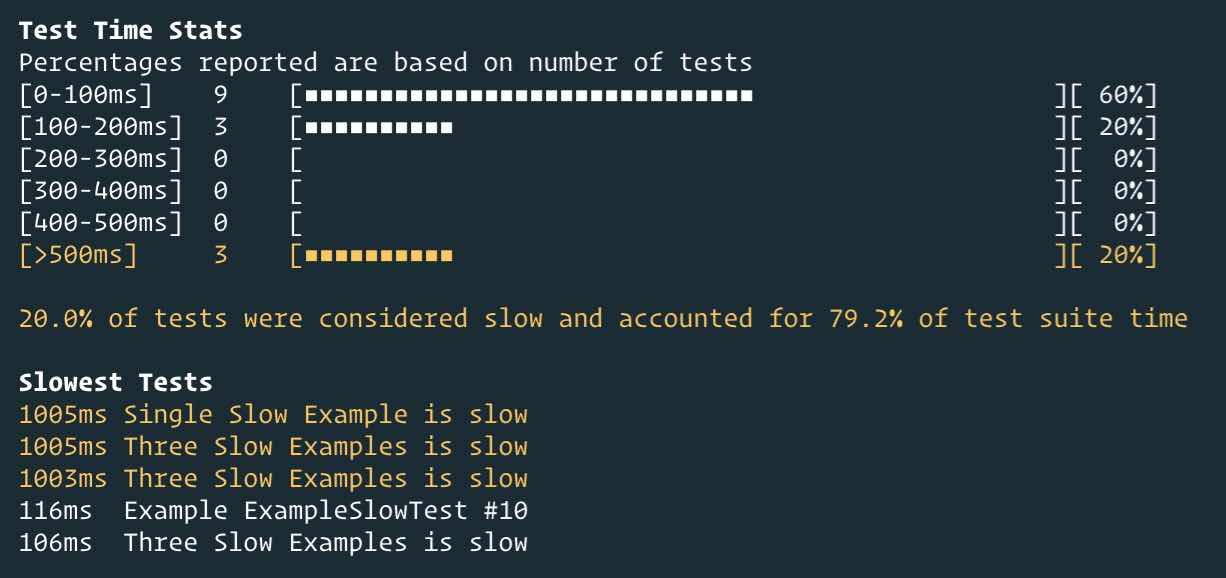 Test Time Stats
Percentages reported are based on number of tests
[0-100ms]    9    [■■■■■■■■■■■■■■■■■■■■■■■■■■■■■■                    ][ 60%]
[100-200ms]  3    [■■■■■■■■■■                                        ][ 20%]
[200-300ms]  0    [                                                  ][  0%]
[300-400ms]  0    [                                                  ][  0%]
[400-500ms]  0    [                                                  ][  0%]
[>500ms]     3    [■■■■■■■■■■                                        ][ 20%]
20.0% of tests were considered slow and accounted for 79.2% of test suite time
Slowest Tests
1005ms Single Slow Example is slow
1005ms Three Slow Examples is slow
1003ms Three Slow Examples is slow
116ms  Example ExampleSlowTest #10
106ms  Three Slow Examples is slow